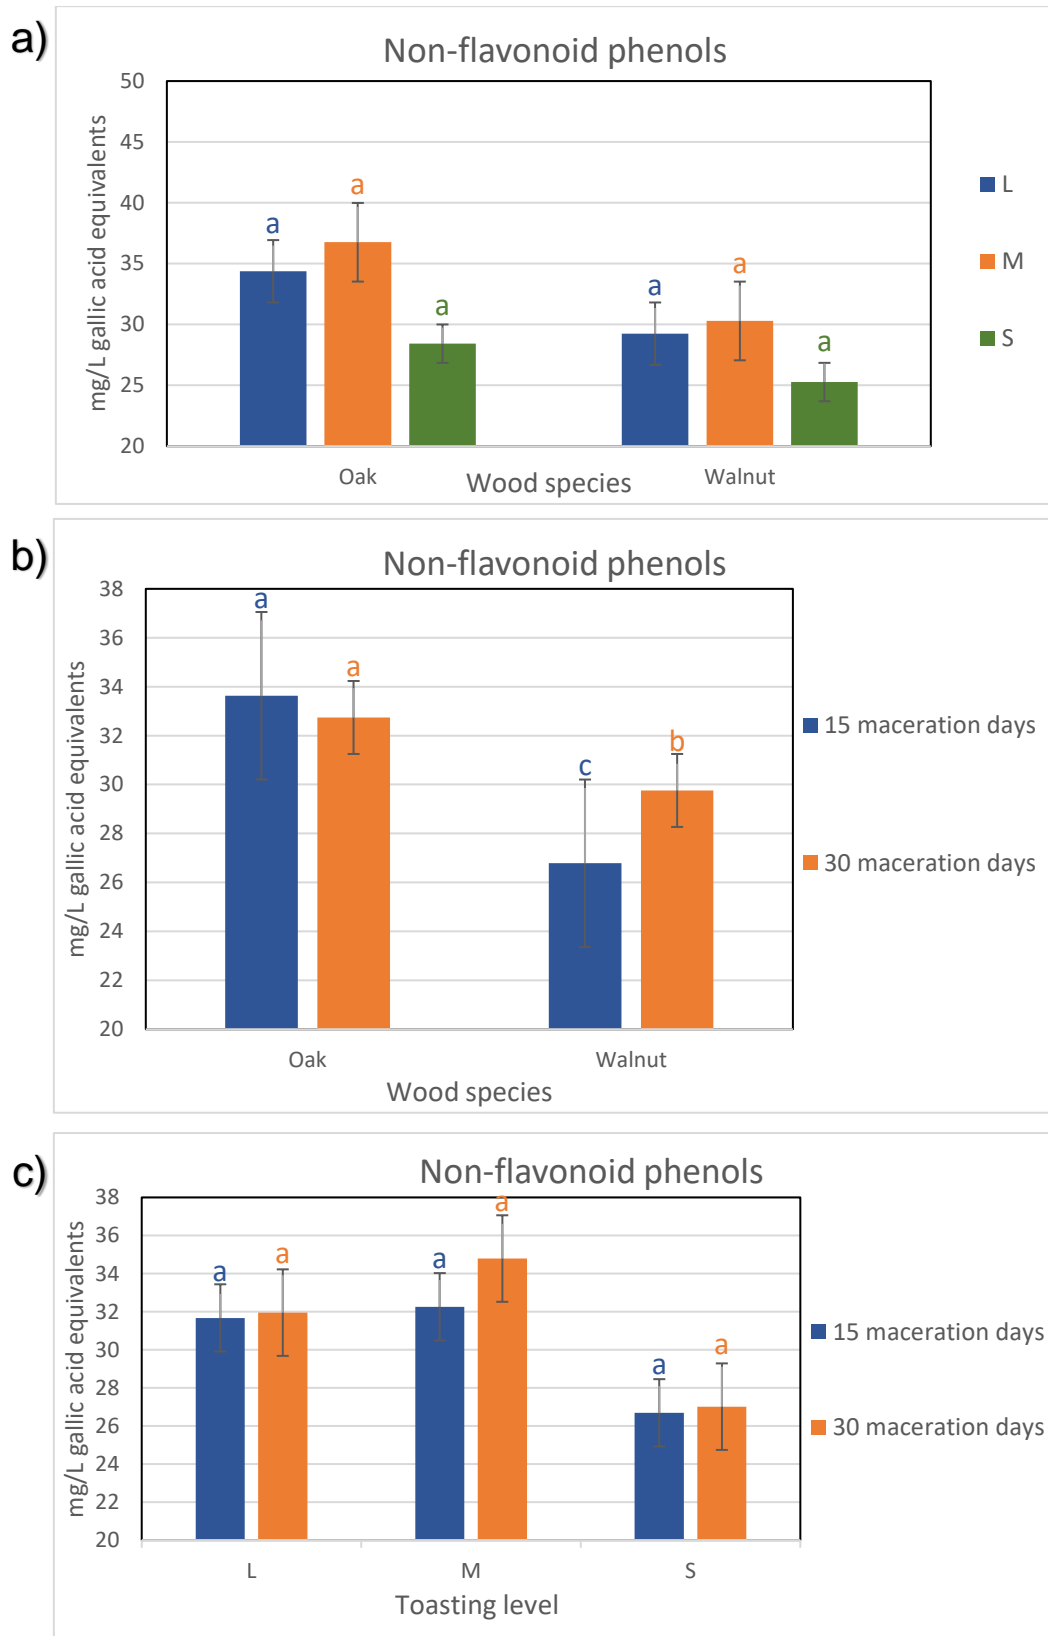 a)
Non-flavonoid phenols
mg/L gallic acid equivalents
50
45
40
35
30
25
20
a
a
a
a
a
a
Oak
Walnut
Wood species
L
M
S
b)
Non-flavonoid phenols
mg/L gallic acid equivalents
38
36
34
32
30
28
26
24
22
20
a
a
c
b
Oak
Walnut
Wood species
15 maceration days
30 maceration days
c)
Non-flavonoid phenols
mg/L gallic acid equivalents
38
36
34
32
30
28
26
24
22
20
a
a
a
a
a
a
L
M
S
Toasting level
15 maceration days
30 maceration days